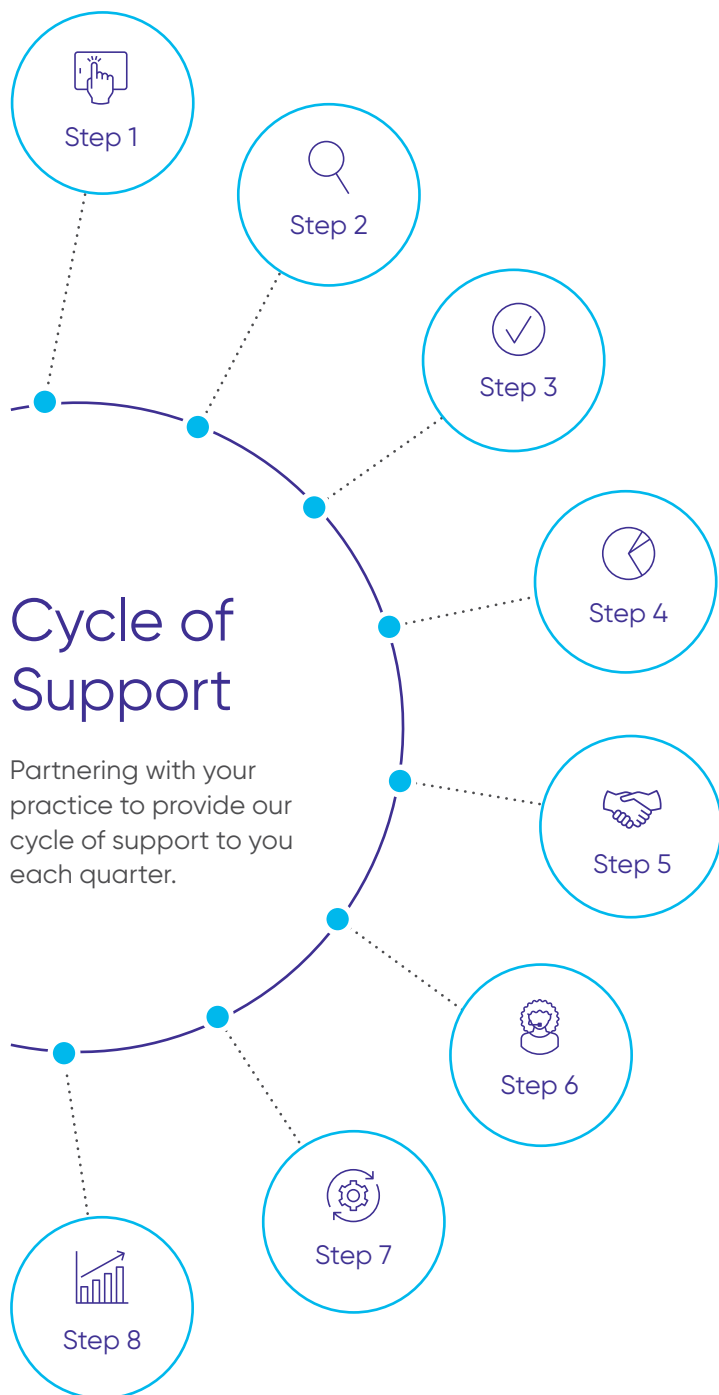 Step 1
Step 2
Step 3
Step 4
Cycle of
Support
Partnering with your
practice to provide our
cycle of support to you
each quarter.
Step 5
Step 6
Step 7
Step 8